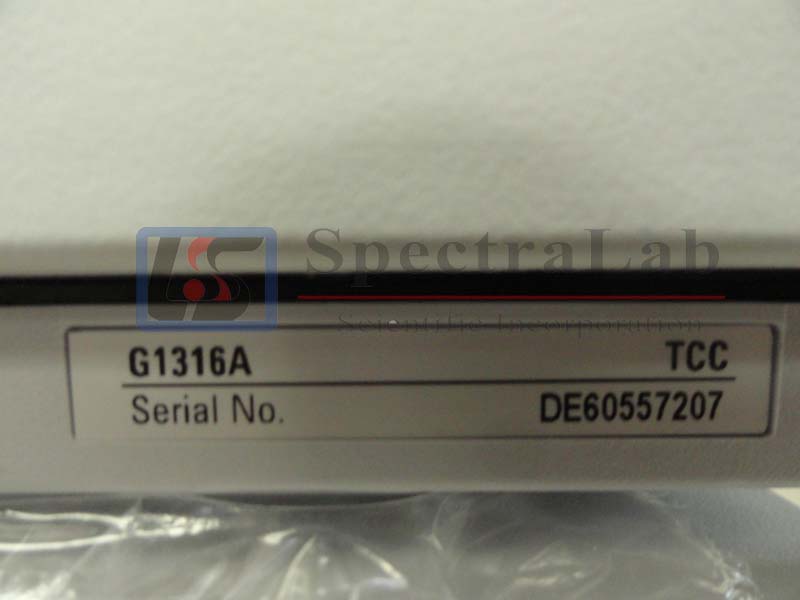 SpectraLab
Scientific Incorporation
G1316A TCC
Serial No. DE60557207